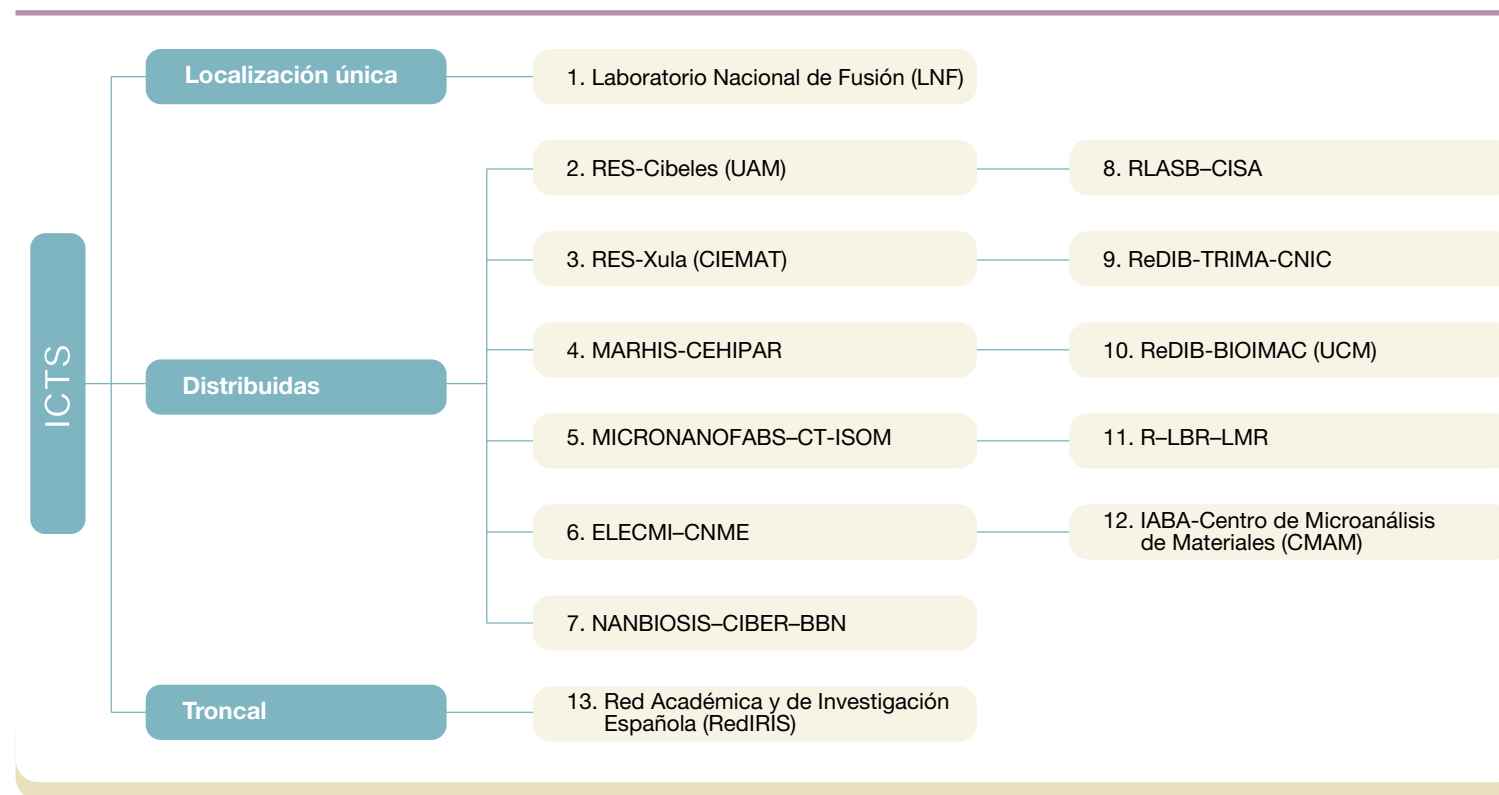 ICTS
Localización única
1. Laboratorio Nacional de Fusión (LNF)
Distribuidas
2. RES-Cibeles (UAM)
3. RES-Xula (CIEMAT)
4. MARHIS-CEHIPAR
5. MICRONANOFABS–CT-ISOM
6. ELECMI–CNME
7. NANBIOSIS–CIBER–BBN
8. RLASB–CISA
9. ReDIB-TRIMA-CNIC
10. ReDIB-BIOIMAC (UCM)
11. R–LBR–LMR
12. IABA-Centro de Microanálisis
de Materiales (CMAM)
Troncal
13. Red Académica y de Investigación
Española (RedIRIS)